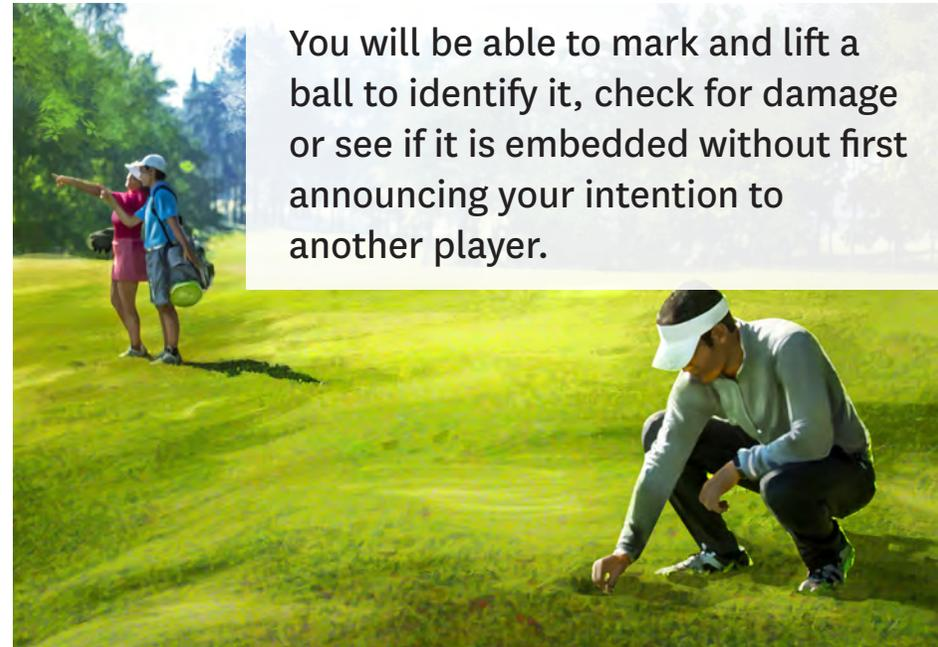 You will be able to mark and lift a
ball to identify it, check for damage
or see if it is embedded without first
announcing your intention to
another player.